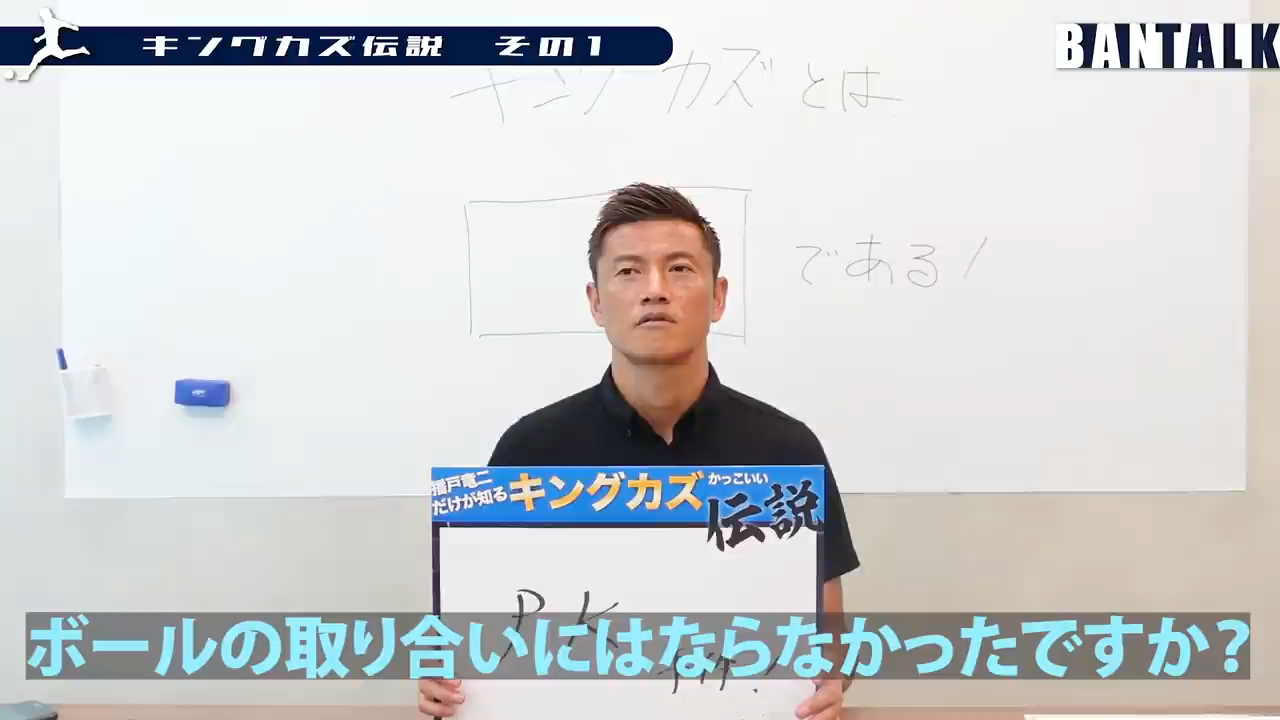 キングカズ伝説 その1
BANTALK
キングカズとは
である!
播戸竜二
だけが知る
キングカズ
かっこいい
伝説
PK
ボールの取り合いにはならなかったですか?